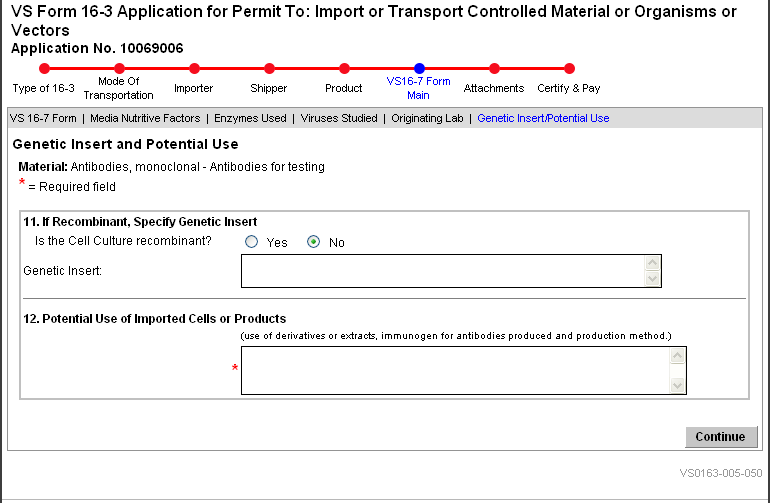 VS Form 16-3 Application for Permit To: Import or Transport Controlled Material or Organisms or
Vectors
Application No. 10069006
Type of 16-3
Mode Of
Transportation
Importer
Shipper
Product
VS16-7 Form
Main
Attachments
Certify & Pay
VS 16-7 Form | Media Nutritive Factors | Enzymes Used | Viruses Studied | Originating Lab | Genetic Insert/Potential Use
Genetic Insert and Potential Use
Material: Antibodies, monoclonal - Antibodies for testing
* = Required field
11. If Recombinant, Specify Genetic Insert
Is the Cell Culture recombinant? Yes No
Genetic Insert:
12. Potential Use of Imported Cells or Products
(use of derivatives or extracts, immunogen for antibodies produced and production method.)
*
Continue
VS0163-005-050